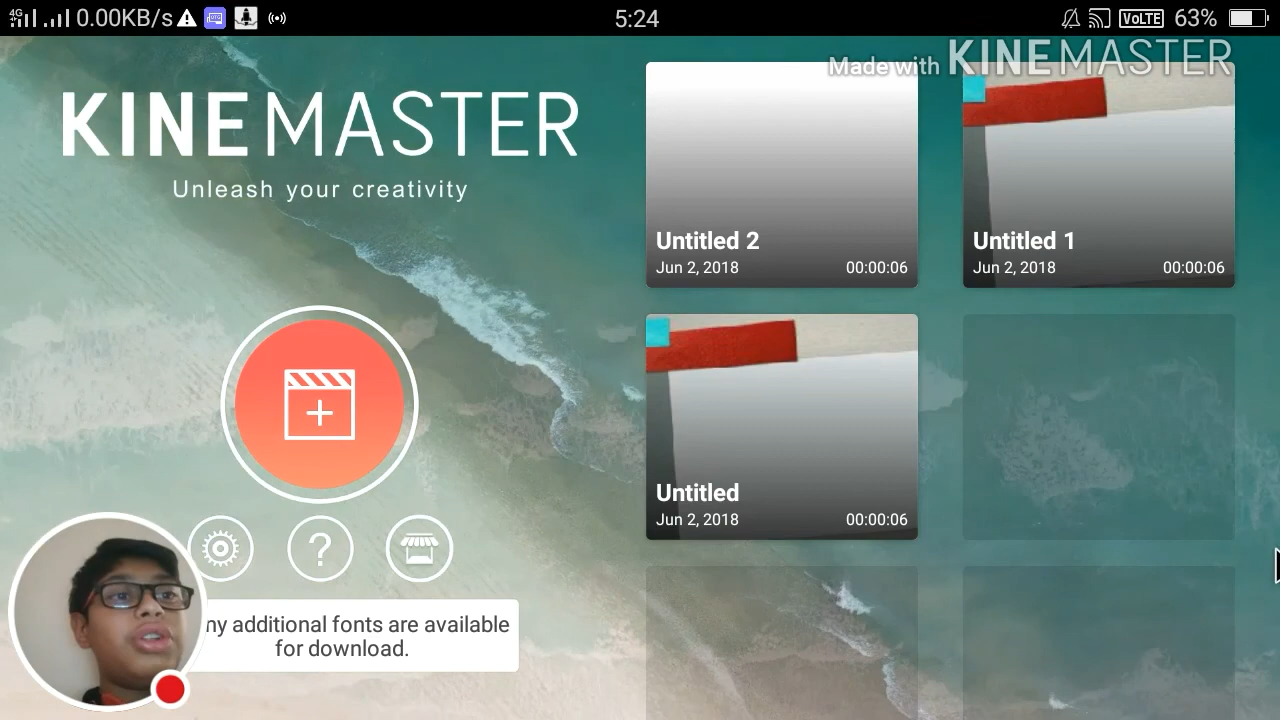 4G 0.00KB/s 5:24 VoLTE 63%
Made with KINEMASTER
KINEMASTER
Unleash your creativity
Untitled 2
Jun 2, 2018 00:00:06
Untitled 1
Jun 2, 2018 00:00:06
Untitled
Jun 2, 2018 00:00:06
?
additional fonts are available
for download.